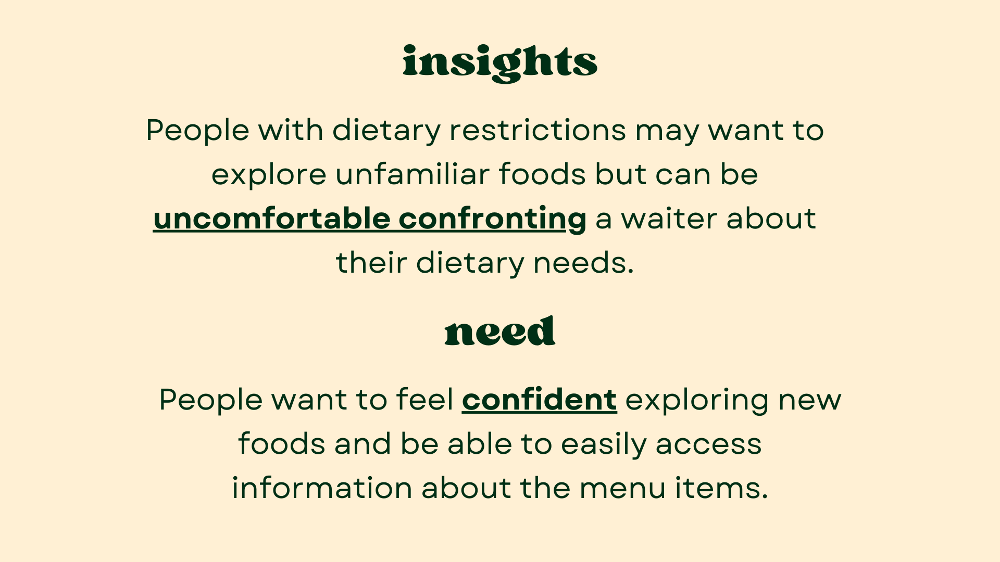 insights
People with dietary restrictions may want to
explore unfamiliar foods but can be
uncomfortable confronting a waiter about
their dietary needs.
need
People want to feel confident exploring new
foods and be able to easily access
information about the menu items.